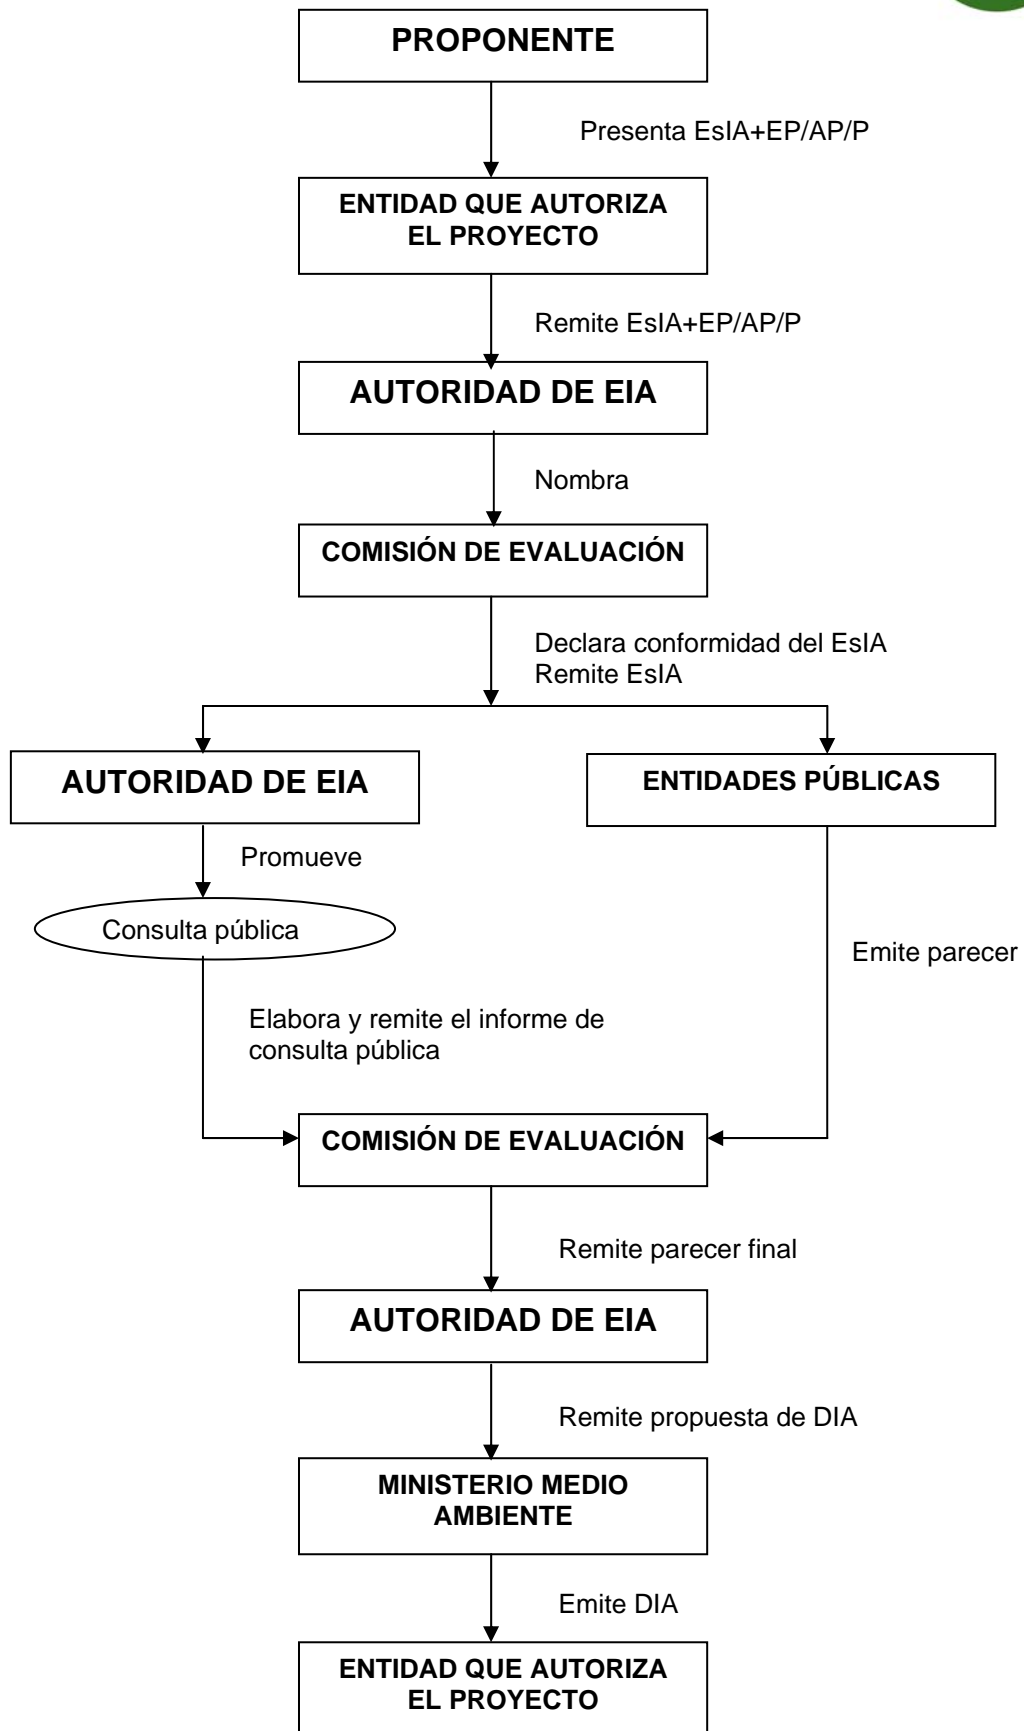 PROPONENTE
Presenta EsIA+EP/AP/P
ENTIDAD QUE AUTORIZA
EL PROYECTO
Remite EsIA+EP/AP/P
AUTORIDAD DE EIA
Nombra
COMISIÓN DE EVALUACIÓN
Declara conformidad del EsIA
Remite EsIA
AUTORIDAD DE EIA
ENTIDADES PÚBLICAS
Promueve
Consulta pública
Emite parecer
Elabora y remite el informe de
consulta pública
COMISIÓN DE EVALUACIÓN
Remite parecer final
AUTORIDAD DE EIA
Remite propuesta de DIA
MINISTERIO MEDIO
AMBIENTE
Emite DIA
ENTIDAD QUE AUTORIZA
EL PROYECTO